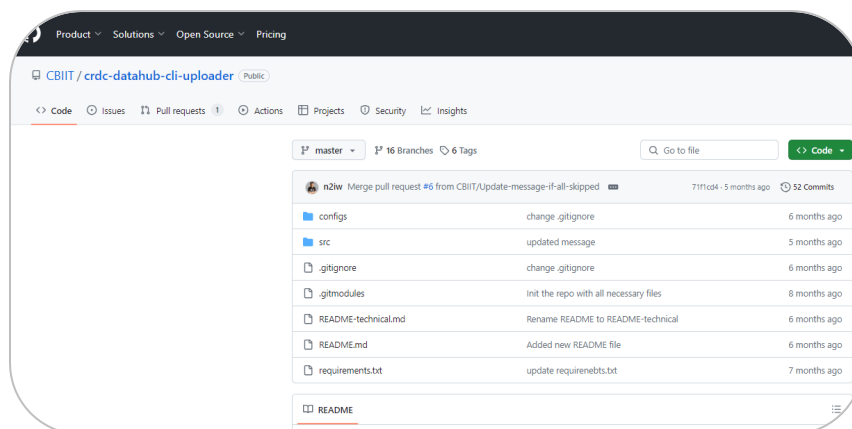 Product Solutions Open Source Pricing
CBIIT / crdc-datahub-cli-uploader Public
Code Issues Pull requests 1 Actions Projects Security Insights
master 16 Branches 6 Tags Go to file Code
n2iw Merge pull request #6 from CBIIT/Update-message-if-all-skipped 71f1cd4 · 5 months ago 52 Commits
configs change .gitignore 6 months ago
src updated message 5 months ago
.gitignore change .gitignore 6 months ago
.gitmodules Init the repo with all necessary files 8 months ago
README-technical.md Rename README to README-technical 6 months ago
README.md Added new README file 6 months ago
requirements.txt update requirenebts.txt 7 months ago
README